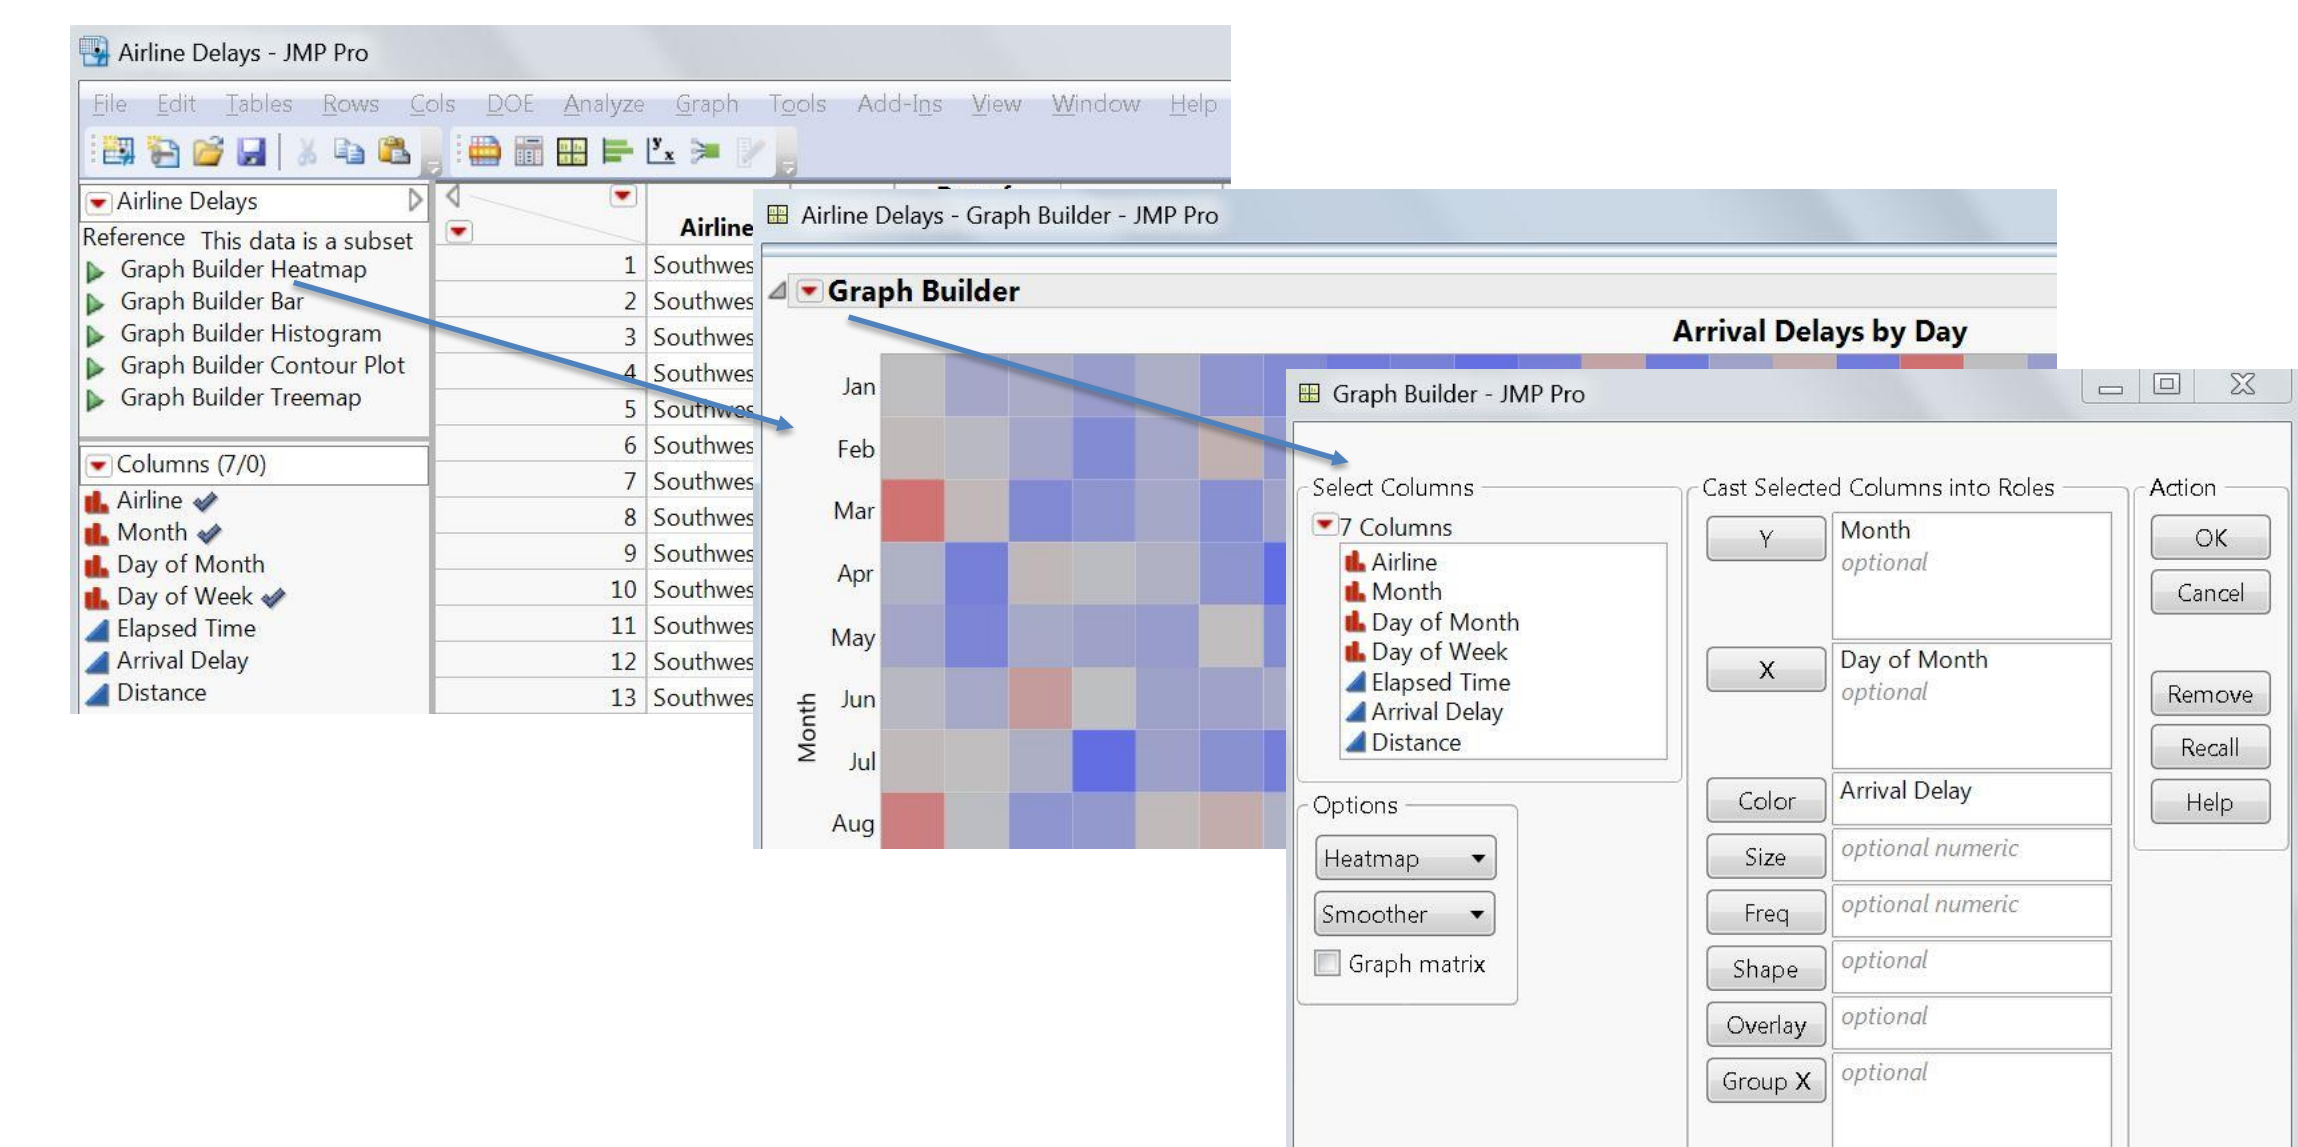 Airline Delays - JMP Pro
File Edit Tables Rows Cols DOE Analyze Graph Tools Add-Ins View Window Help
Airline Delays
Reference This data is a subset
Graph Builder Heatmap
Graph Builder Bar
Graph Builder Histogram
Graph Builder Contour Plot
Graph Builder Treemap
Columns (7/0)
Airline
Month
Day of Month
Day of Week
Elapsed Time
Arrival Delay
Distance
Airline
1 Southwes
2 Southwes
3 Southwes
4 Southwes
5 Southwes
6 Southwes
7 Southwes
8 Southwes
9 Southwes
10 Southwes
11 Southwes
12 Southwes
13 Southwes
Airline Delays - Graph Builder - JMP Pro
Graph Builder
Arrival Delays by Day
Month
Jan
Feb
Mar
Apr
May
Jun
Jul
Aug
Graph Builder - JMP Pro
Select Columns
7 Columns
Airline
Month
Day of Month
Day of Week
Elapsed Time
Arrival Delay
Distance
Options
Heatmap
Smoother
Graph matrix
Cast Selected Columns into Roles
Y Month
optional
X Day of Month
optional
Color Arrival Delay
Size optional numeric
Freq optional numeric
Shape optional
Overlay optional
Group X optional
Action
OK
Cancel
Remove
Recall
Help